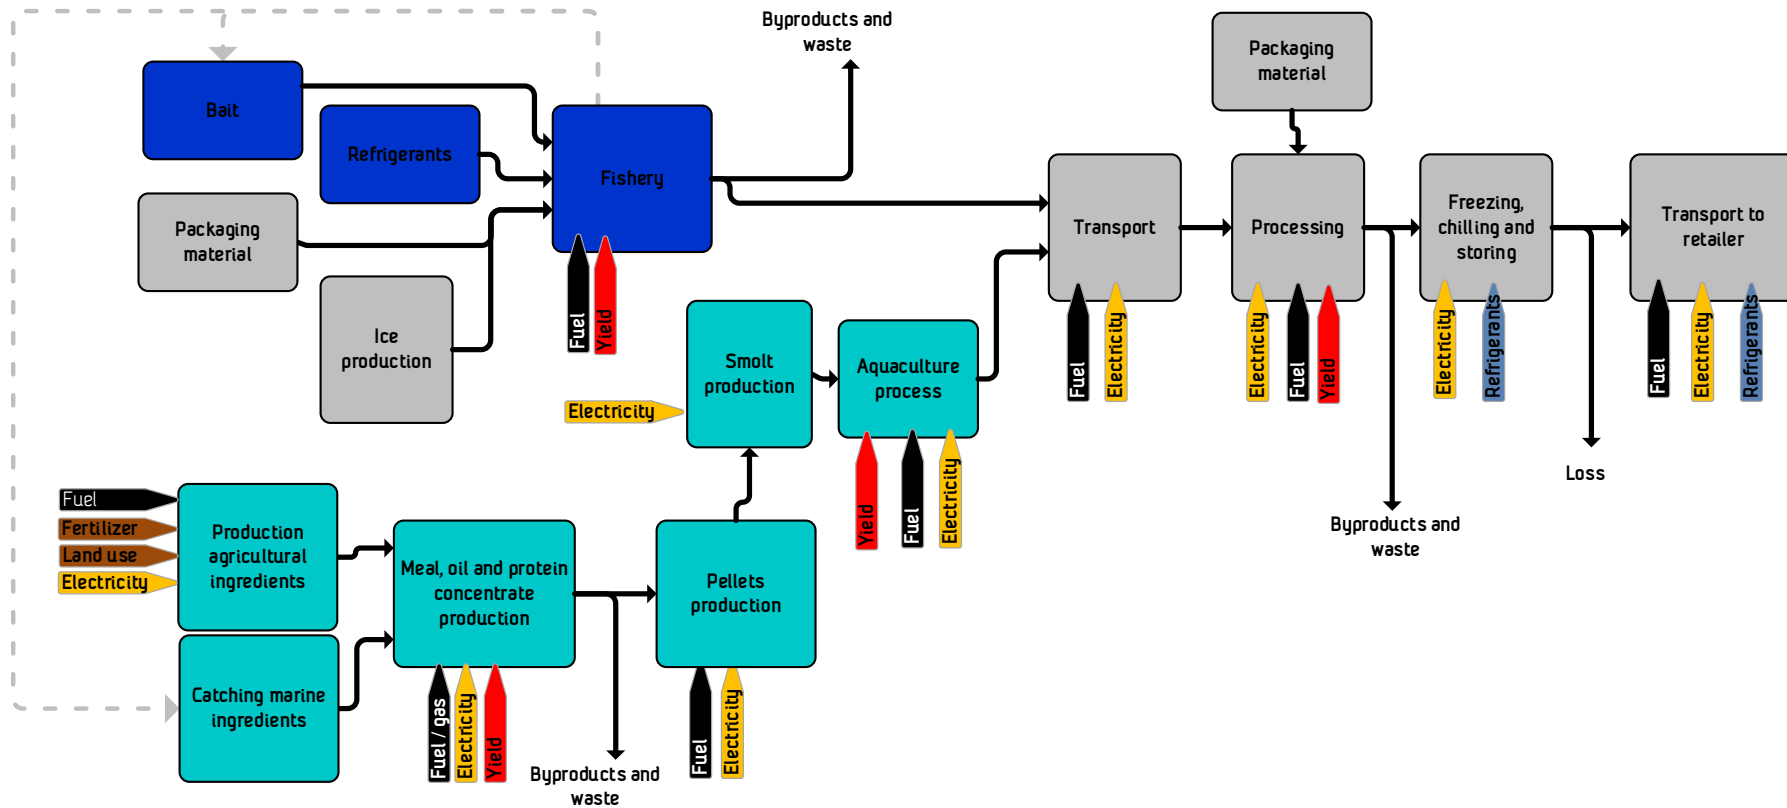 Byproducts and
waste
Packaging
material
Bait
Refrigerants
Fishery
Packaging
material
Ice
production
Fuel
Yield
Transport
Processing
Freezing,
chilling and
storing
Transport to
retailer
Fuel
Electricity
Electricity
Fuel
Yield
Electricity
Refrigerants
Fuel
Electricity
Refrigerants
Smolt
production
Aquaculture
process
Electricity
Yield
Fuel
Electricity
Loss
Byproducts and
waste
Fuel
Fertilizer
Land use
Electricity
Production
agricultural
ingredients
Meal, oil and protein
concentrate
production
Pellets
production
Catching marine
ingredients
Fuel / gas
Electricity
Yield
Fuel
Electricity
Byproducts and
waste